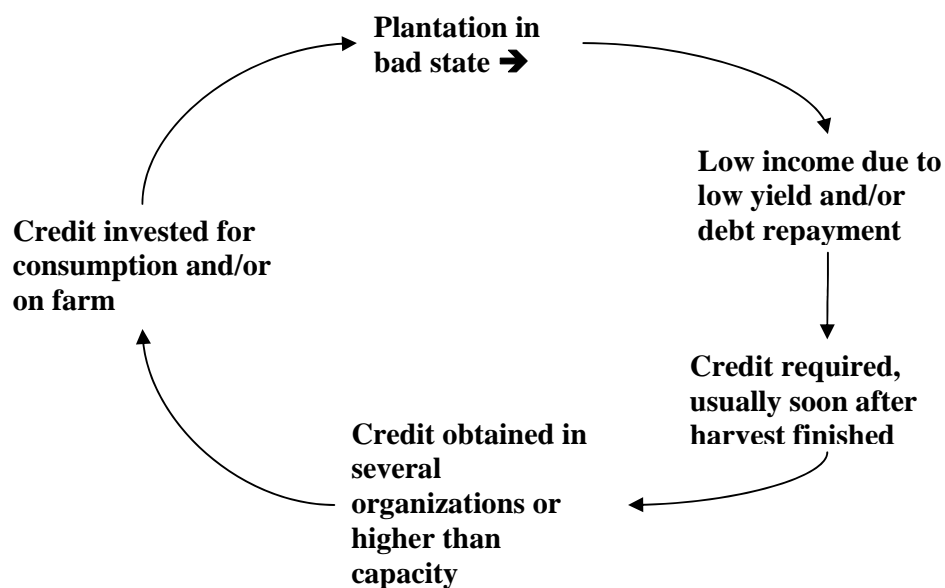 Plantation in
bad state ➔
Low income due to
low yield and/or
debt repayment
Credit required,
usually soon after
harvest finished
Credit obtained in
several
organizations or
higher than
capacity
Credit invested for
consumption and/or
on farm